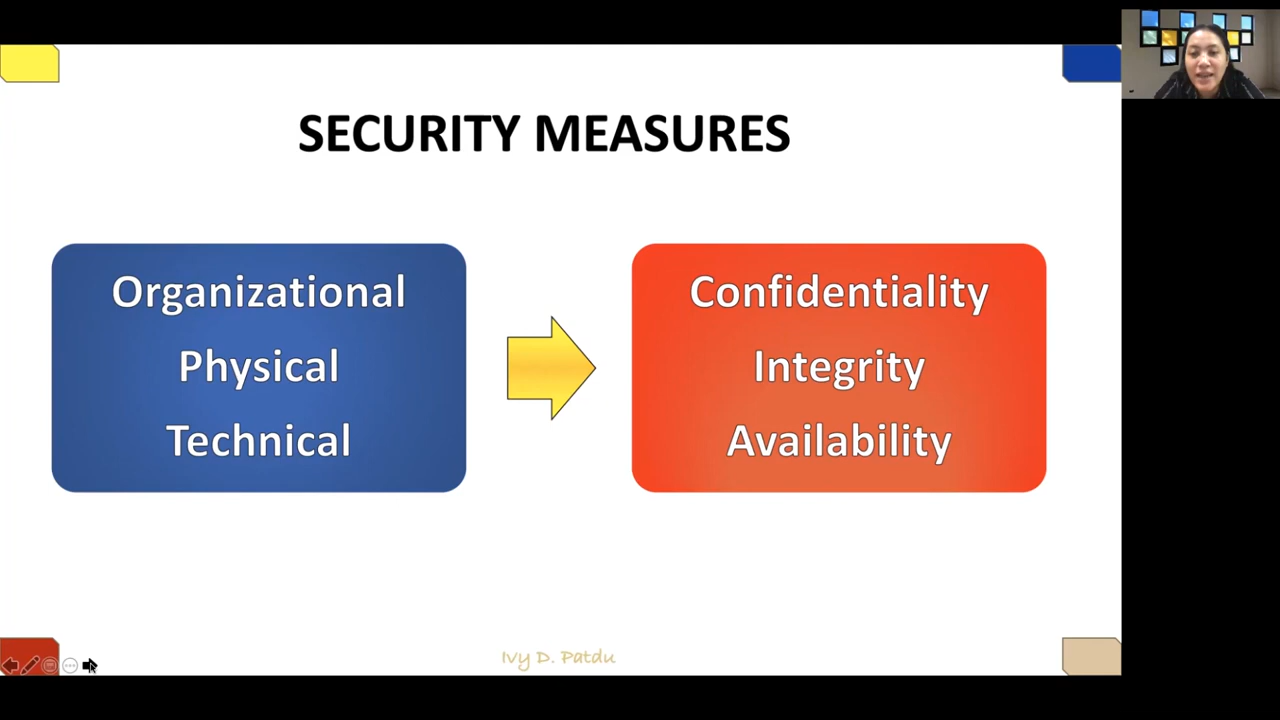 SECURITY MEASURES
Organizational
Physical
Technical
Confidentiality
Integrity
Availability
Ivy D. Patdu